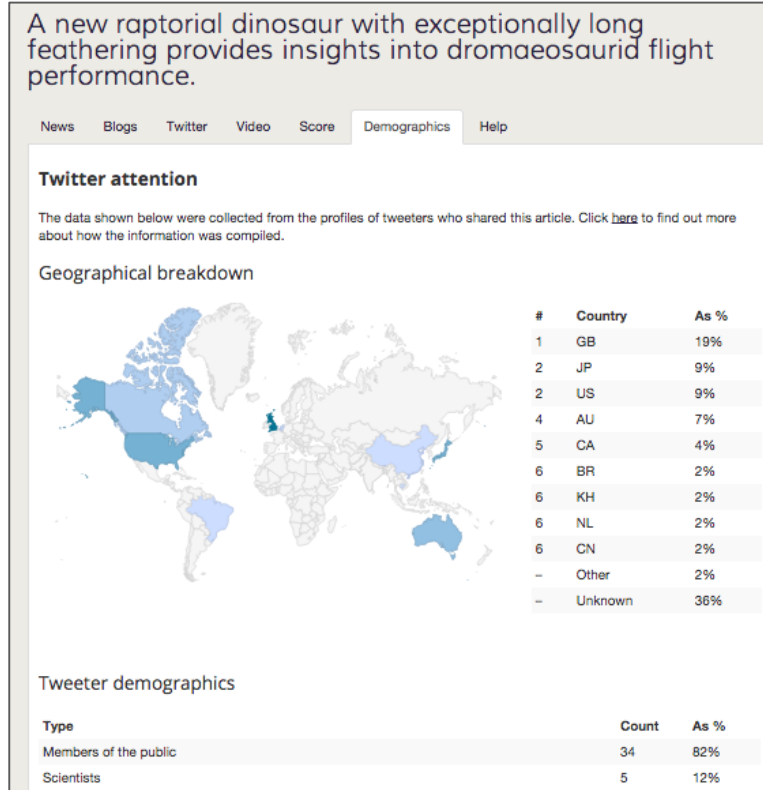 A new raptorial dinosaur with exceptionally long
feathering provides insights into dromaeosaurid flight
performance.
News Blogs Twitter Video Score Demographics Help
Twitter attention
The data shown below were collected from the profiles of tweeters who shared this article. Click here to find out more
about how the information was compiled.
Geographical breakdown
# Country As %
1 GB 19%
2 JP 9%
2 US 9%
4 AU 7%
5 CA 4%
6 BR 2%
6 KH 2%
6 NL 2%
6 CN 2%
– Other 2%
– Unknown 36%
Tweeter demographics
Type Count As %
Members of the public 34 82%
Scientists 5 12%